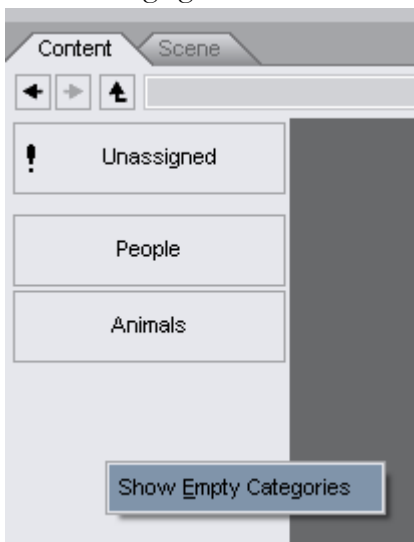 Content Scene
Unassigned
People
Animals
Show Empty Categories